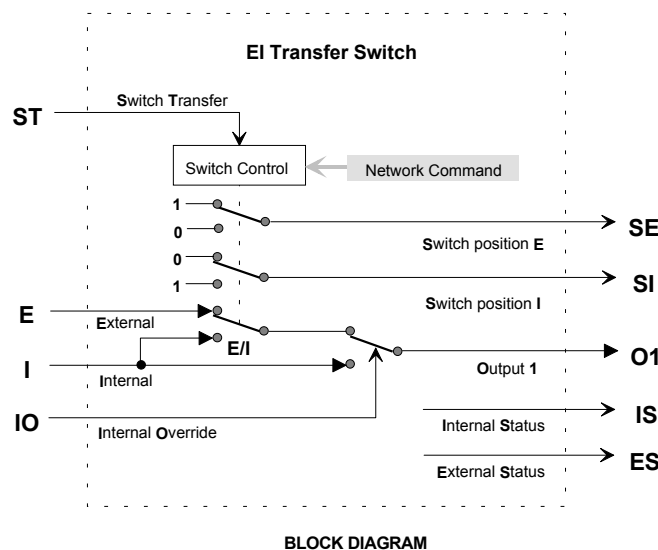 EI Transfer Switch
ST
Switch Transfer
Switch Control
Network Command
1
0
SE
Switch position E
0
1
SI
Switch position I
E
External
E/I
I
Internal
O1
Output 1
IO
Internal Override
IS
Internal Status
ES
External Status
BLOCK DIAGRAM